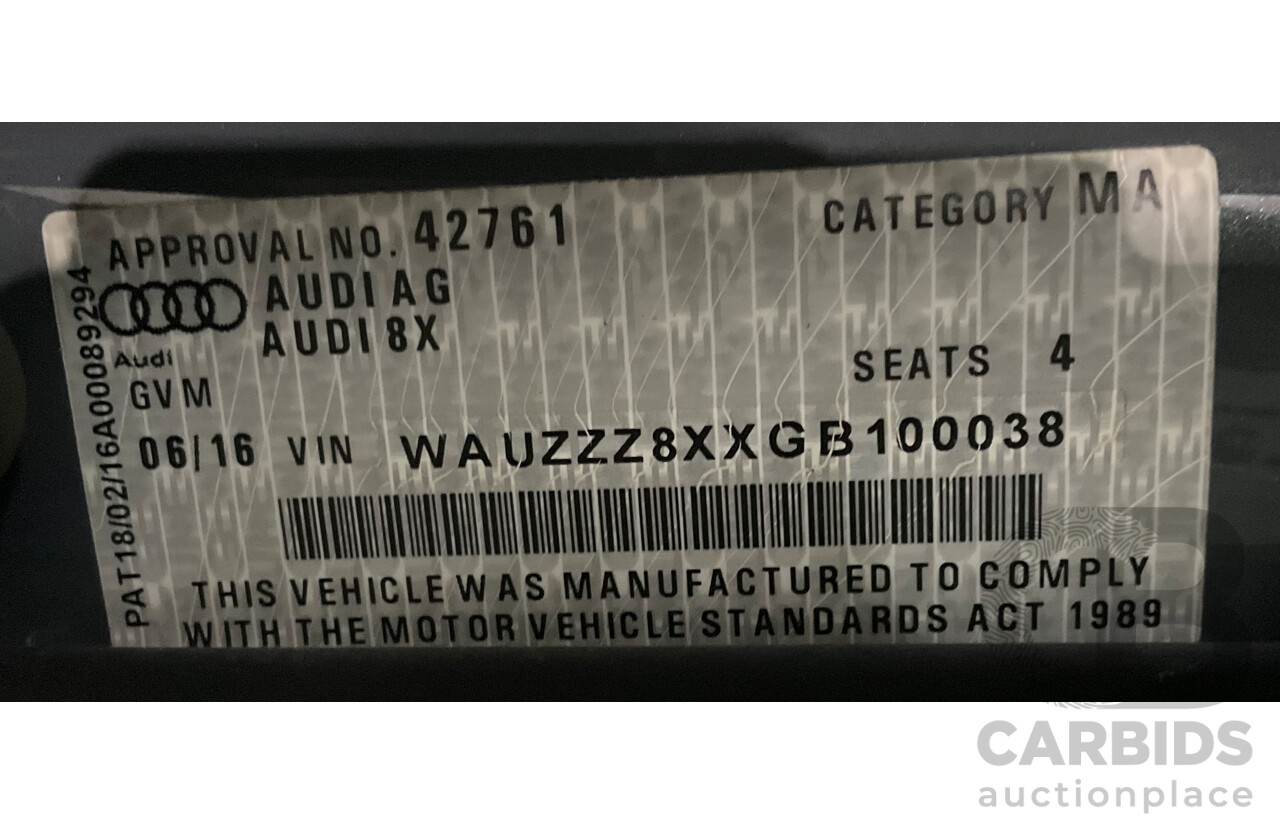 APPROVAL NO. 42761 CATEGORY MA
AUDI AG
AUDI 8X
Audi
SEATS 4
GVM
06/16 VIN WAUZZZ8XXGB100038
THIS VEHICLE WAS MANUFACTURED TO COMPLY
WITH THE MOTOR VEHICLE STANDARDS ACT 1989
PAT18/02/16A00089294
CARBIDS
auctionplace